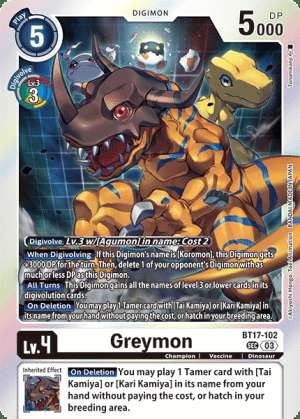 Play
DIGIMON
5
5000
DP
Digivolve
Lv.3
3
Digivolve Lv.3 w/[Agumon] in name: Cost 2
When Digivolving If this Digimon's name is [Koromon], this Digimon gets
+3000 DP for the turn. Then, delete 1 of your opponent's Digimon with as
much or less DP as this Digimon.
All Turns This Digimon gains all the names of level 3 or lower cards in its
digivolution cards.
On Deletion You may play 1 Tamer card with [Tai Kamiya] or [Kari Kamiya] in
its name from your hand without paying the cost, or hatch in your breeding area.
BT17-102
Lv.4
Greymon
SEC 03
Champion
Vaccine
Dinosaur
Inherited Effect
On Deletion You may play 1 Tamer card with [Tai
Kamiya] or [Kari Kamiya] in its name from your
hand without paying the cost, or hatch in
your breeding area.